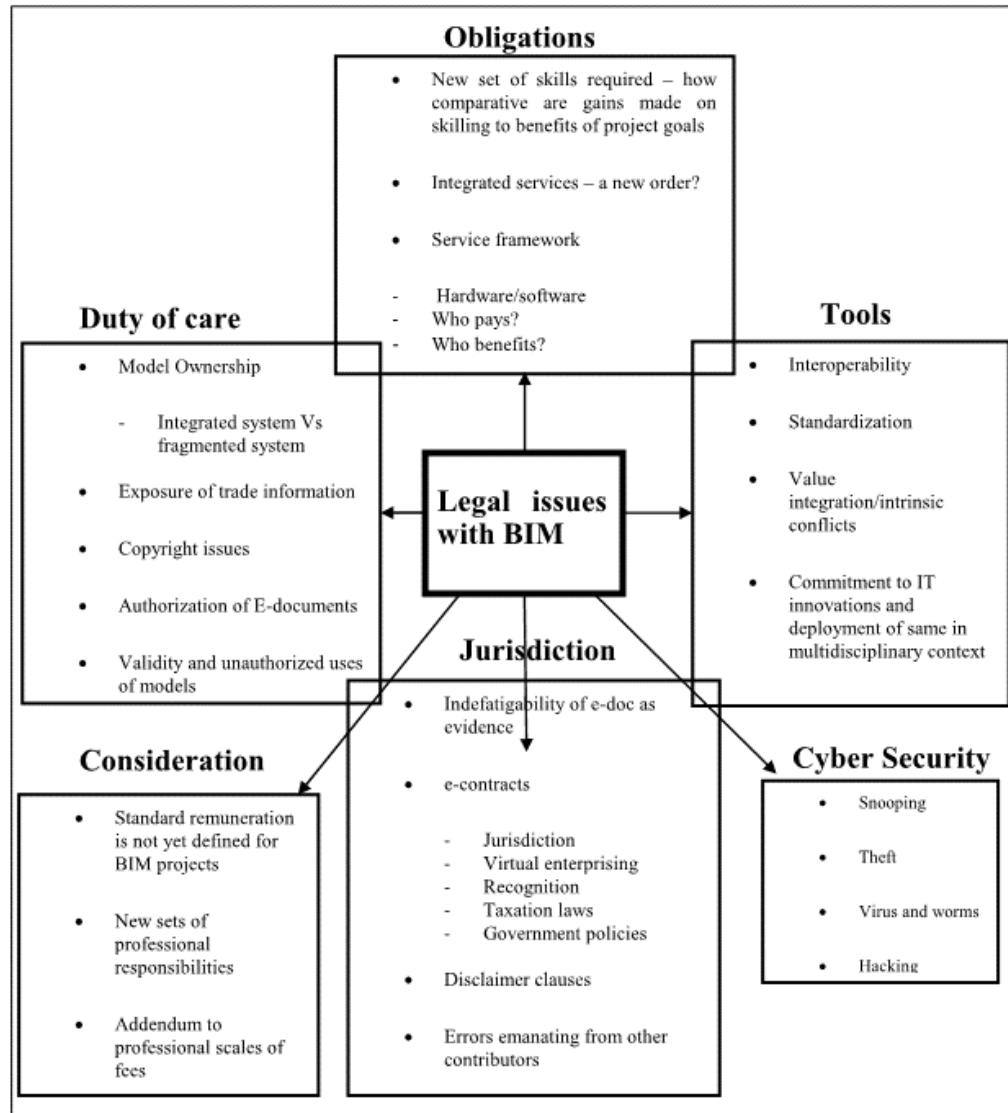 Obligations
• New set of skills required – how
comparative are gains made on
skilling to benefits of project goals
• Integrated services – a new order?
• Service framework
- Hardware/software
- Who pays?
- Who benefits?
Duty of care
• Model Ownership
- Integrated system Vs
fragmented system
• Exposure of trade information
• Copyright issues
• Authorization of E-documents
• Validity and unauthorized uses
of models
Legal issues
with BIM
Tools
• Interoperability
• Standardization
• Value
integration/intrinsic
conflicts
• Commitment to IT
innovations and
deployment of same in
multidisciplinary context
Consideration
• Standard remuneration
is not yet defined for
BIM projects
• New sets of
professional
responsibilities
• Addendum to
professional scales of
fees
Jurisdiction
• Indefatigability of e-doc as
evidence
• e-contracts
- Jurisdiction
- Virtual enterprising
- Recognition
- Taxation laws
- Government policies
• Disclaimer clauses
• Errors emanating from other
contributors
Cyber Security
• Snooping
• Theft
• Virus and worms
• Hacking